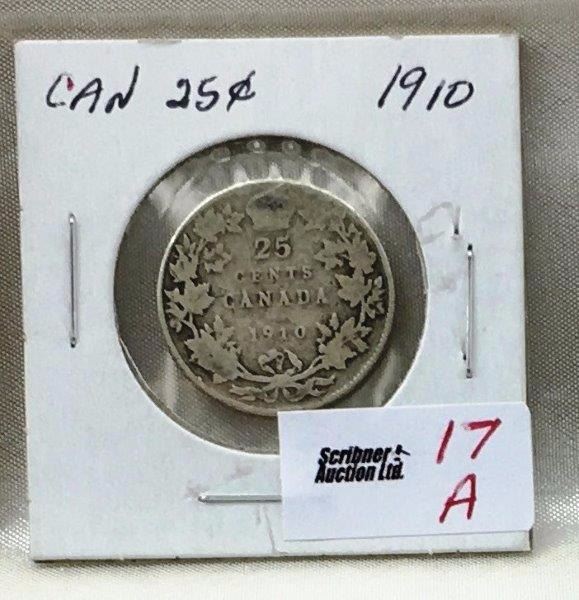 CAN 25¢ 1910
25
CENTS
CANADA
1910
Scribner
Auction Ltd.
17
A